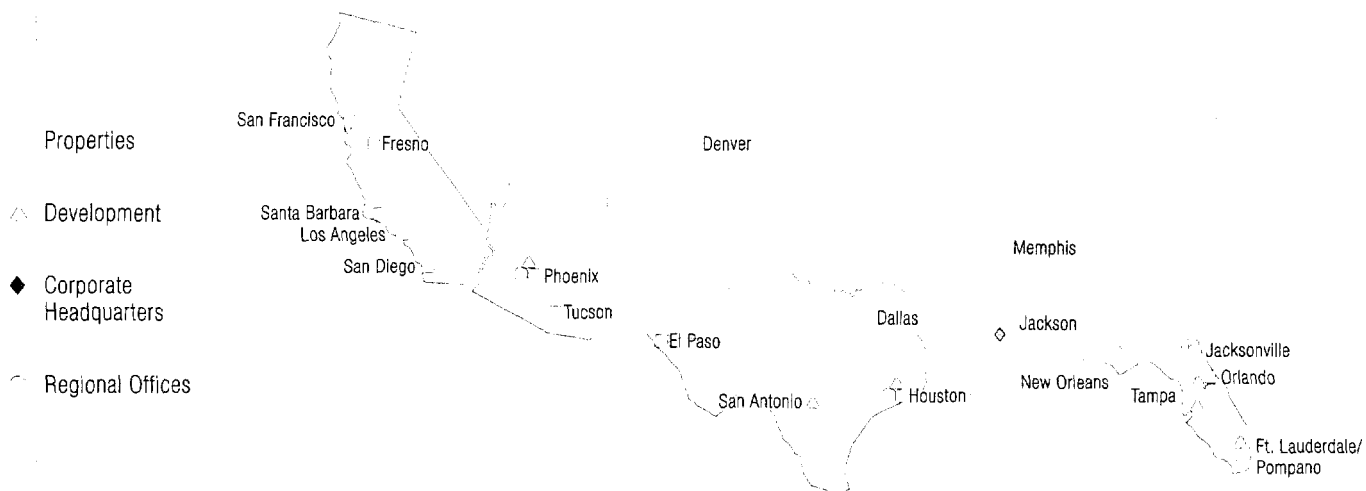 Properties
Development
Corporate
Headquarters
Regional Offices
San Francisco
Fresno
Denver
Santa Barbara
Los Angeles
San Diego
Phoenix
Tucson
El Paso
San Antonio
Dallas
Houston
Memphis
Jackson
New Orleans
Jacksonville
Orlando
Tampa
Ft. Lauderdale/
Pompano